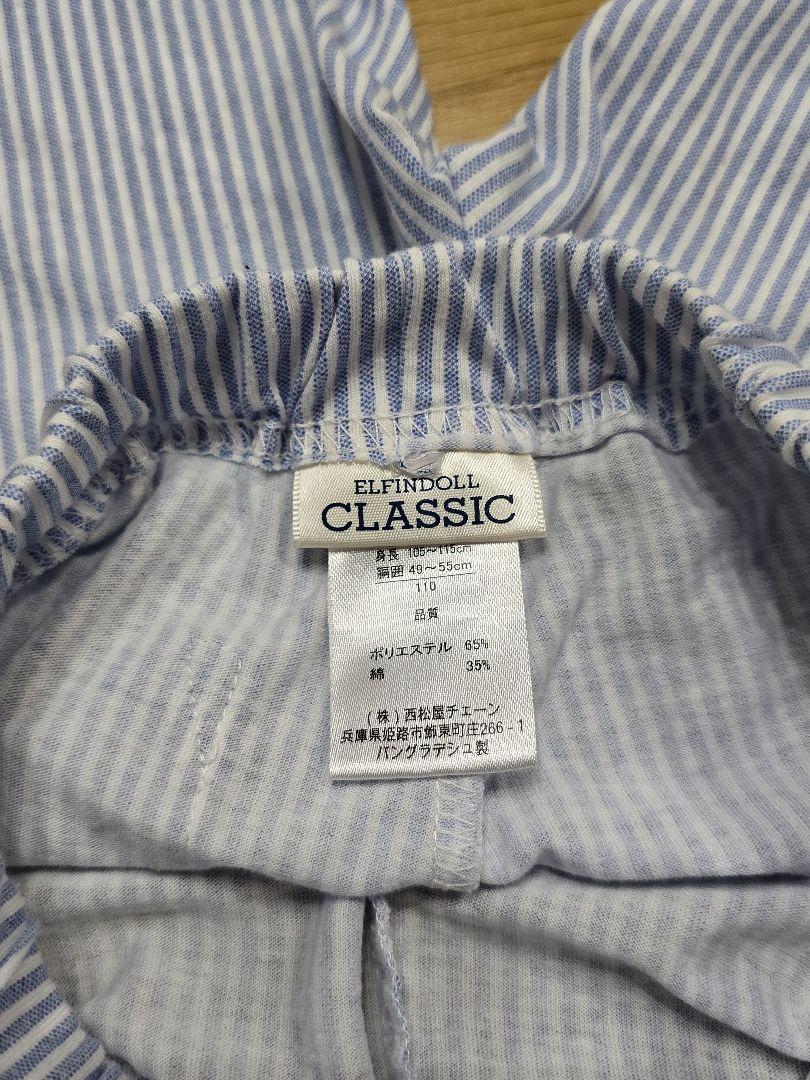 ELFINDOLL
CLASSIC
身長 105～115cm
胴囲 49～55cm
110
品質
ポリエステル 65%
綿 35%
(株)西松屋チェーン
兵庫県姫路市飾東町庄266-1
バングラデシュ製